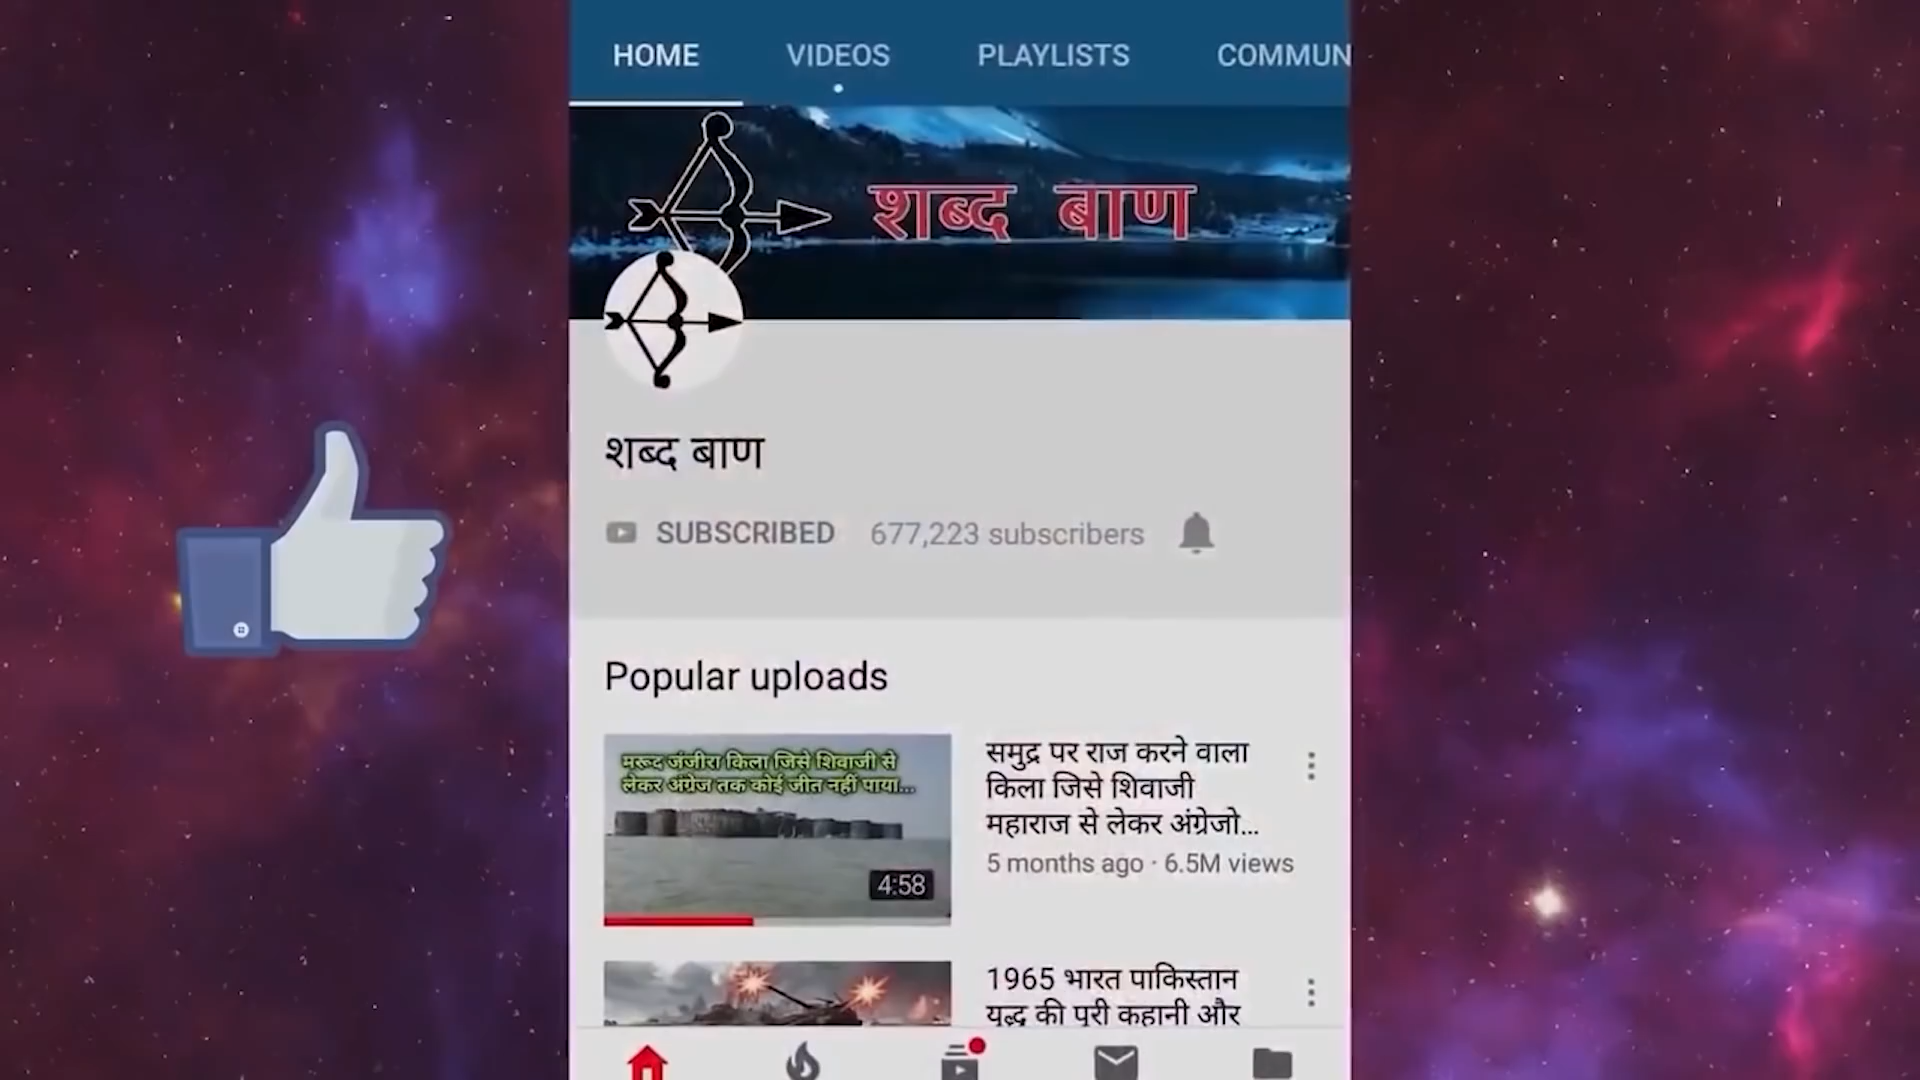 HOME VIDEOS PLAYLISTS COMMUN
शब्द बाण
शब्द बाण
SUBSCRIBED 677,223 subscribers
Popular uploads
मरूद जंजीरा किला जिसे शिवाजी से
लेकर अंग्रेज तक कोई जीत नहीं पाया...
4:58
समुद्र पर राज करने वाला
किला जिसे शिवाजी
महाराज से लेकर अंग्रेजो...
5 months ago · 6.5M views
1965 भारत पाकिस्तान
युद्ध की पूरी कहानी और